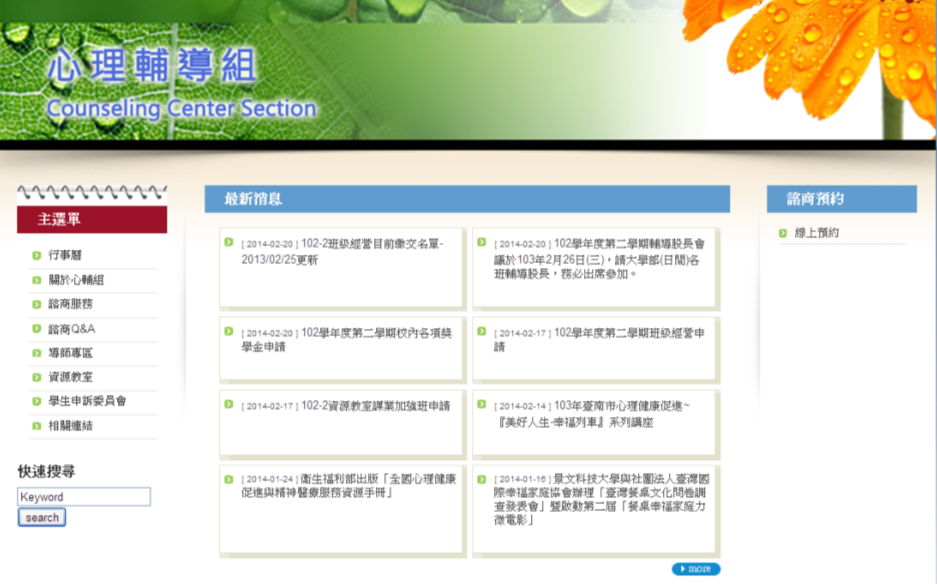 心理輔導組
Counseling Center Section
主選單
行事曆
關於心輔組
諮商服務
諮商Q&A
導師專區
資源教室
學生申訴委員會
相關連結
快速搜尋
Keyword
search
最新消息
[ 2014-02-20 ] 102-2班級經營目前繳交名單-
2013/02/25更新
[ 2014-02-20 ] 102學年度第二學期輔導股長會
議於103年2月26日(三)，請大學部(日間)各
班輔導股長，務必出席參加。
[ 2014-02-20 ] 102學年度第二學期校內各項獎
學金申請
[ 2014-02-17 ] 102學年度第二學期班級經營申
請
[ 2014-02-17 ] 102-2資源教室課業加強班申請
[ 2014-02-14 ] 103年臺南市心理健康促進~
『美好人生-幸福列車』系列講座
[ 2014-01-24 ] 衛生福利部出版「全國心理健康
促進與精神醫療服務資源手冊」
[ 2014-01-16 ] 景文科技大學與社團法人臺灣國
際幸福家庭協會辦理「臺灣餐桌文化問卷調
查發表會」暨啟動第二屆「餐桌幸福家庭力
微電影」
more
諮商預約
線上預約